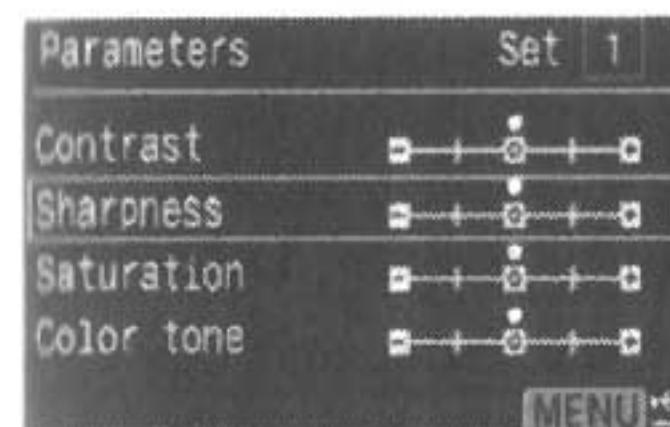 Parameters Set 1
Contrast
Sharpness
Saturation
Color tone
MENU